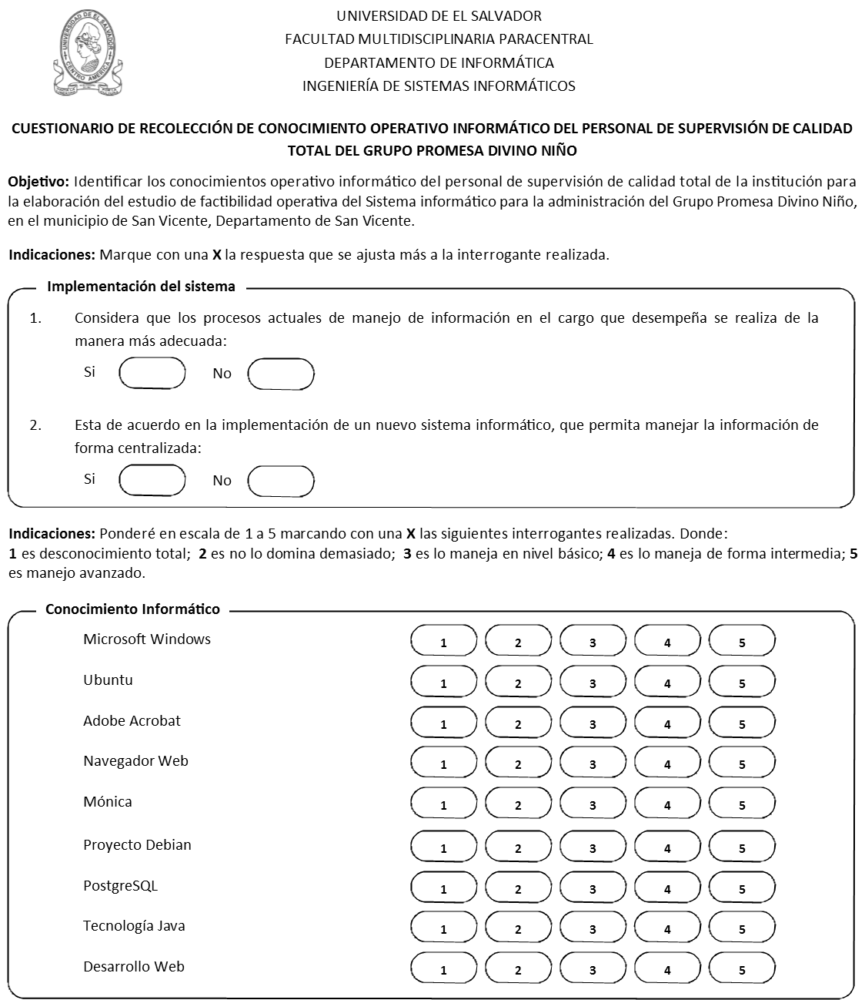 UNIVERSIDAD DE EL SALVADOR
FACULTAD MULTIDISCIPLINARIA PARACENTRAL
DEPARTAMENTO DE INFORMÁTICA
INGENIERÍA DE SISTEMAS INFORMÁTICOS
UNIVERSIDAD DE EL SALVADOR
CENTRO AMERICA
CUESTIONARIO DE RECOLECCIÓN DE CONOCIMIENTO OPERATIVO INFORMÁTICO DEL PERSONAL DE SUPERVISIÓN DE CALIDAD
TOTAL DEL GRUPO PROMESA DIVINO NIÑO
Objetivo: Identificar los conocimientos operativo informático del personal de supervisión de calidad total de la institución para
la elaboración del estudio de factibilidad operativa del Sistema informático para la administración del Grupo Promesa Divino Niño,
en el municipio de San Vicente, Departamento de San Vicente.
Indicaciones: Marque con una X la respuesta que se ajusta más a la interrogante realizada.
Implementación del sistema
1. Considera que los procesos actuales de manejo de información en el cargo que desempeña se realiza de la
manera más adecuada:
Si No
2. Esta de acuerdo en la implementación de un nuevo sistema informático, que permita manejar la información de
forma centralizada:
Si No
Indicaciones: Ponderé en escala de 1 a 5 marcando con una X las siguientes interrogantes realizadas. Donde:
1 es desconocimiento total; 2 es no lo domina demasiado; 3 es lo maneja en nivel básico; 4 es lo maneja de forma intermedia; 5
es manejo avanzado.
Conocimiento Informático
Microsoft Windows 1 2 3 4 5
Ubuntu 1 2 3 4 5
Adobe Acrobat 1 2 3 4 5
Navegador Web 1 2 3 4 5
Mónica 1 2 3 4 5
Proyecto Debian 1 2 3 4 5
PostgreSQL 1 2 3 4 5
Tecnología Java 1 2 3 4 5
Desarrollo Web 1 2 3 4 5